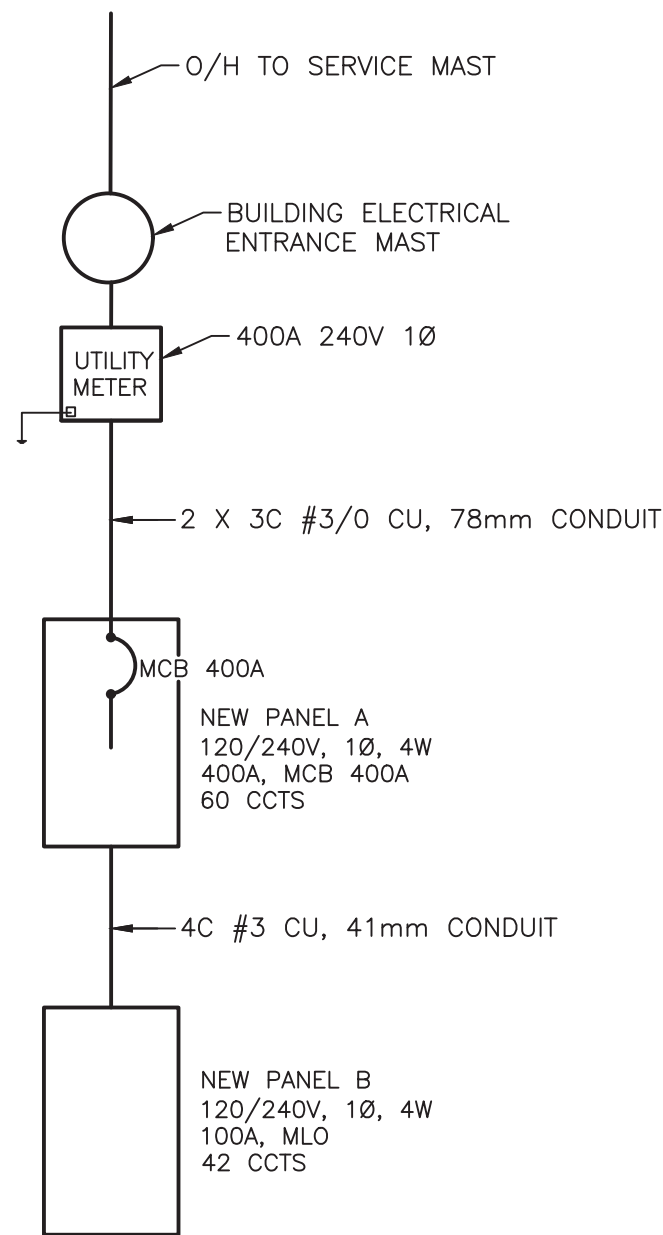 O/H TO SERVICE MAST
BUILDING ELECTRICAL
ENTRANCE MAST
400A 240V 1Ø
UTILITY
METER
2 X 3C #3/0 CU, 78mm CONDUIT
MCB 400A
NEW PANEL A
120/240V, 1Ø, 4W
400A, MCB 400A
60 CCTS
4C #3 CU, 41mm CONDUIT
NEW PANEL B
120/240V, 1Ø, 4W
100A, MLO
42 CCTS